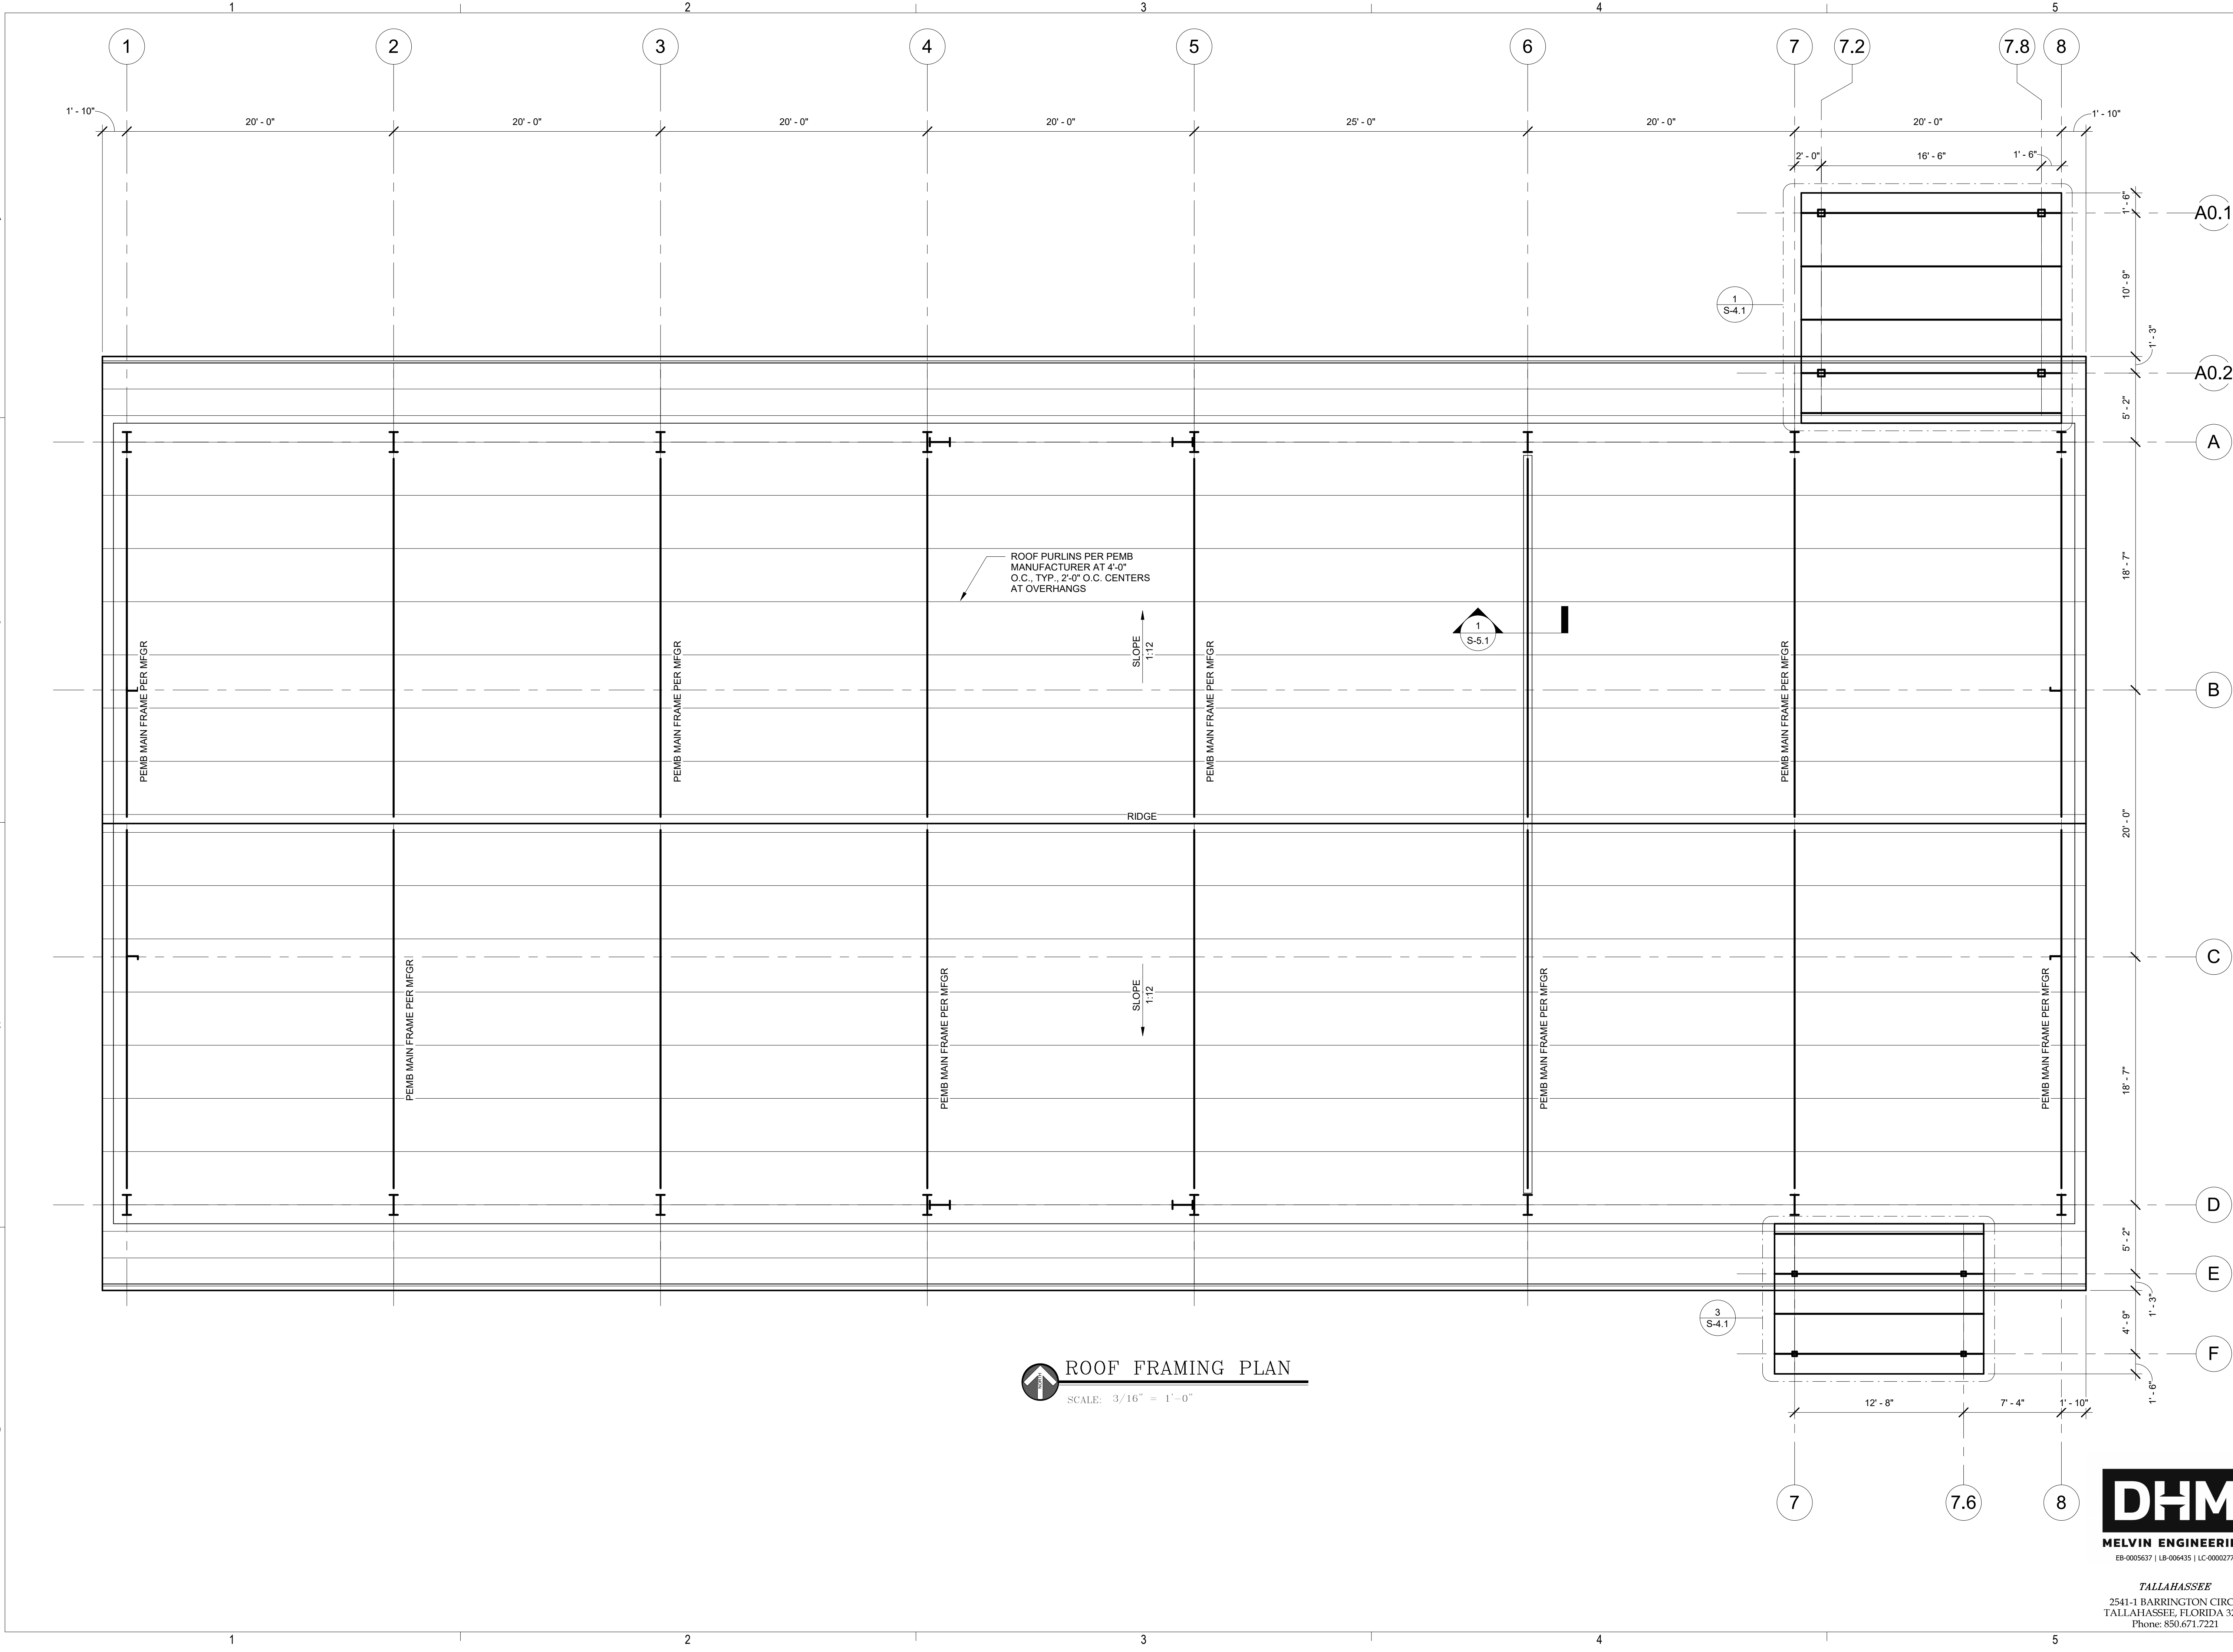 1
2
3
4
5
1
2
3
4
5
6
7
7.2
7.8
8
1' - 10"
20' - 0"
20' - 0"
20' - 0"
20' - 0"
25' - 0"
20' - 0"
20' - 0"
1' - 10"
2' - 0"
16' - 6"
1' - 6"
1' - 6"
A0.1
10' - 9"
1
S-4.1
1' - 3"
A0.2
5' - 2"
A
ROOF PURLINS PER PEMB
MANUFACTURER AT 4'-0"
O.C., TYP., 2'-0" O.C. CENTERS
AT OVERHANGS
18' - 7"
1
S-5.1
SLOPE
1:12
PEMB MAIN FRAME PER MFGR
PEMB MAIN FRAME PER MFGR
PEMB MAIN FRAME PER MFGR
PEMB MAIN FRAME PER MFGR
B
RIDGE
20' - 0"
C
SLOPE
1:12
PEMB MAIN FRAME PER MFGR
PEMB MAIN FRAME PER MFGR
PEMB MAIN FRAME PER MFGR
PEMB MAIN FRAME PER MFGR
18' - 7"
D
5' - 2"
E
1' - 3"
3
S-4.1
4' - 9"
F
1' - 6"
ROOF FRAMING PLAN
NORTH
SCALE: 3/16" = 1'-0"
12' - 8"
7' - 4"
1' - 10"
7
7.6
8
DHM
MELVIN
EB-0005637 | LB-006435 | LC-0000277
TALLAHASSEE
2541-1 BARRINGTON
TALLAHASSEE, FLORIDA
Phone: 850.671.7221
1
2
3
4
5